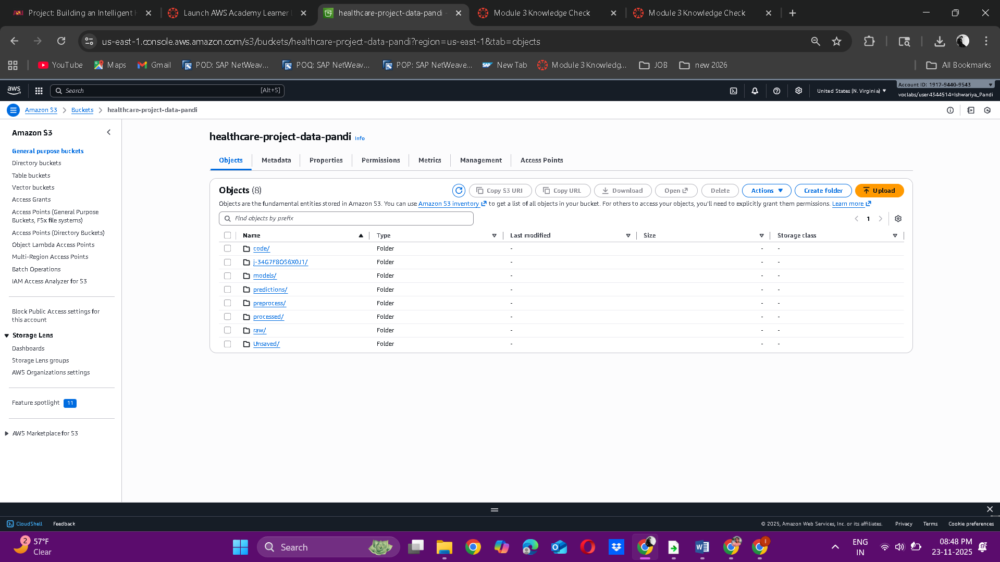 Project: Building an Intelligent H
Launch AWS Academy Learner L
healthcare-project-data-pandi -
Module 3 Knowledge Check
Module 3 Knowledge Check
us-east-1.console.aws.amazon.com/s3/buckets/healthcare-project-data-pandi?region=us-east-1&tab=objects
YouTube
Maps
Gmail
POD: SAP NetWeav...
POQ: SAP NetWeav...
POP: SAP NetWeave...
SAP New Tab
Module 3 Knowledg...
JOB
new 2026
All Bookmarks
aws
Search [Alt+S]
United States (N. Virginia)
Account ID: 1917-9440-9543
voclabs/user4344514=Ishwariya_Pandi
Amazon S3
Buckets
healthcare-project-data-pandi
Amazon S3
General purpose buckets
Directory buckets
Table buckets
Vector buckets
Access Grants
Access Points (General Purpose
Buckets, FSx file systems)
Access Points (Directory Buckets)
Object Lambda Access Points
Multi-Region Access Points
Batch Operations
IAM Access Analyzer for S3
Block Public Access settings for
this account
Storage Lens
Dashboards
Storage Lens groups
AWS Organizations settings
Feature spotlight 11
AWS Marketplace for S3
healthcare-project-data-pandi Info
Objects
Metadata
Properties
Permissions
Metrics
Management
Access Points
Objects (8)
Copy S3 URI
Copy URL
Download
Open
Delete
Actions
Create folder
Upload
Objects are the fundamental entities stored in Amazon S3. You can use Amazon S3 inventory to get a list of all objects in your bucket. For others to access your objects, you'll need to explicitly grant them permissions. Learn more
Find objects by prefix
1
Name Type Last modified Size Storage class
code/ Folder - - -
j-34G7F8OS6X0J1/ Folder - - -
models/ Folder - - -
predictions/ Folder - - -
preprocess/ Folder - - -
processed/ Folder - - -
raw/ Folder - - -
Unsaved/ Folder - - -
CloudShell
Feedback
© 2025, Amazon Web Services, Inc. or its affiliates.
Privacy
Terms
Cookie preferences
2
57°F
Clear
Search
ENG
IN
08:48 PM
23-11-2025